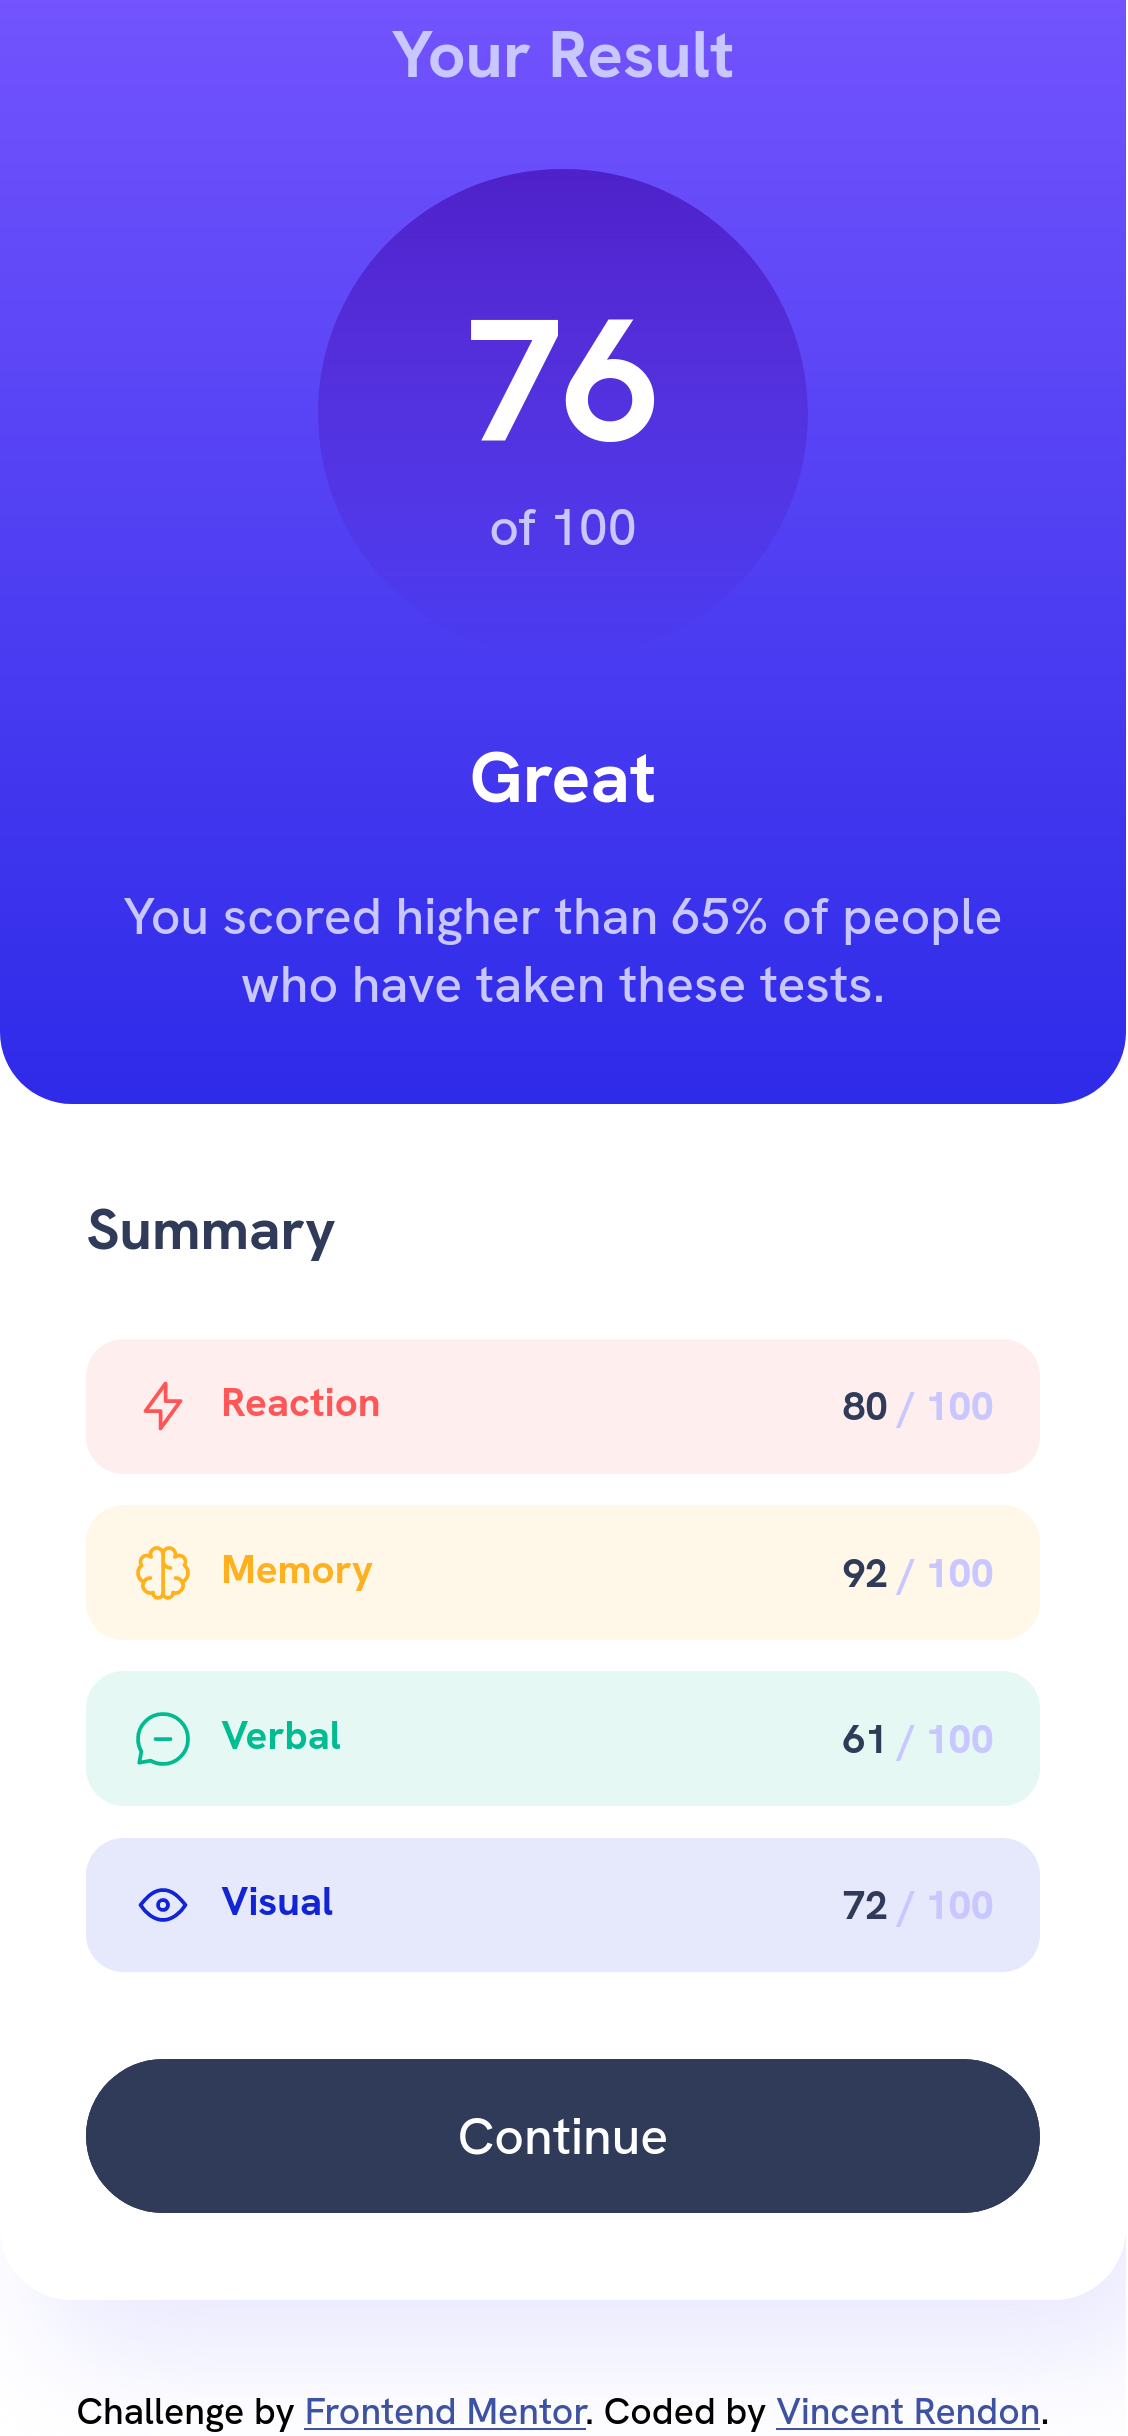 Your Result
76
of 100
Great
You scored higher than 65% of people
who have taken these tests.
Summary
Reaction 80 / 100
Memory 92 / 100
Verbal 61 / 100
Visual 72 / 100
Continue
Challenge by Frontend Mentor. Coded by Vincent Rendon.